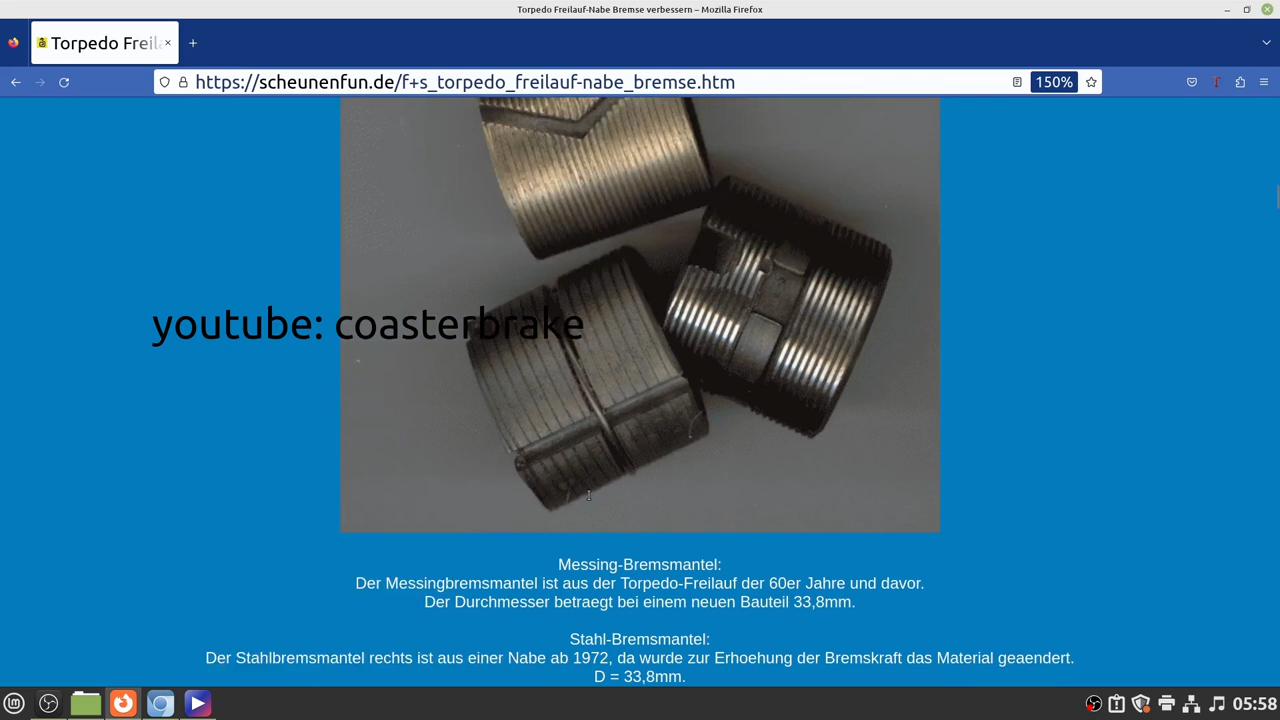 Torpedo Freilauf-Nabe Bremse verbessern – Mozilla Firefox
Torpedo Freila
https://scheunenfun.de/f+s_torpedo_freilauf-nabe_bremse.htm
150%
youtube: coasterbrake
Messing-Bremsmantel:
Der Messingbremsmantel ist aus der Torpedo-Freilauf der 60er Jahre und davor.
Der Durchmesser betraegt bei einem neuen Bauteil 33,8mm.
Stahl-Bremsmantel:
Der Stahlbremsmantel rechts ist aus einer Nabe ab 1972, da wurde zur Erhoehung der Bremskraft das Material geaendert.
D = 33,8mm.
05:58